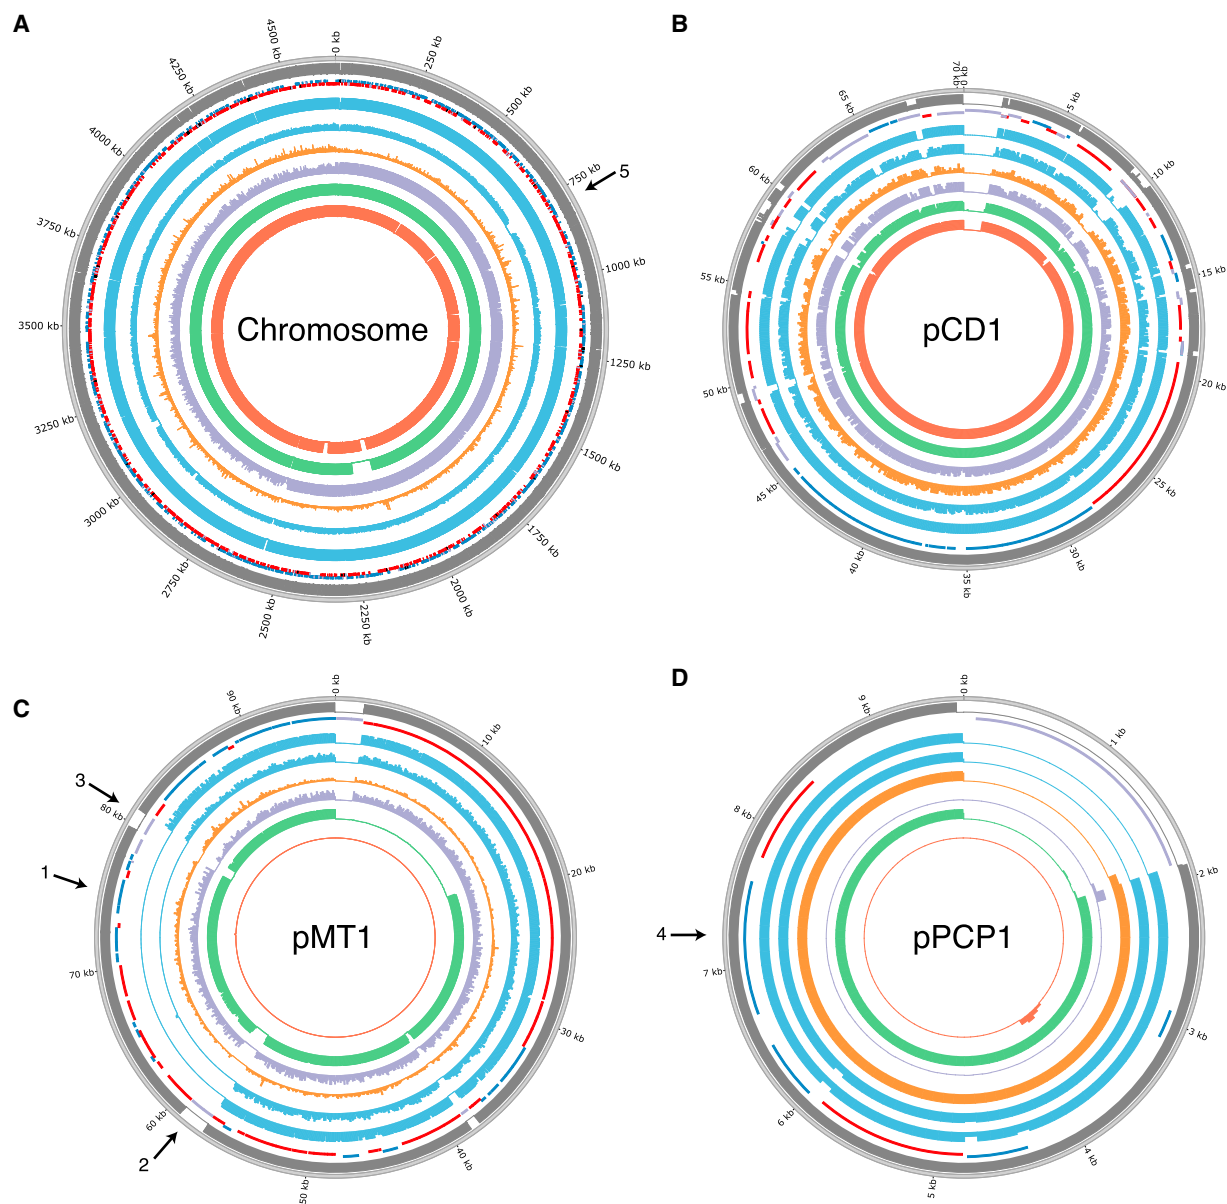 A
0 kb
250 kb
500 kb
750 kb
5
1000 kb
1250 kb
1500 kb
1750 kb
2000 kb
2250 kb
2500 kb
2750 kb
3000 kb
3250 kb
3500 kb
3750 kb
4000 kb
4250 kb
4500 kb
Chromosome
B
0 kb
5 kb
10 kb
15 kb
20 kb
25 kb
30 kb
35 kb
40 kb
45 kb
50 kb
55 kb
60 kb
65 kb
70 kb
pCD1
C
0 kb
10 kb
20 kb
30 kb
40 kb
50 kb
60 kb
70 kb
80 kb
90 kb
3
1
2
pMT1
D
0 kb
1 kb
2 kb
3 kb
4 kb
5 kb
6 kb
7 kb
8 kb
9 kb
4
pPCP1